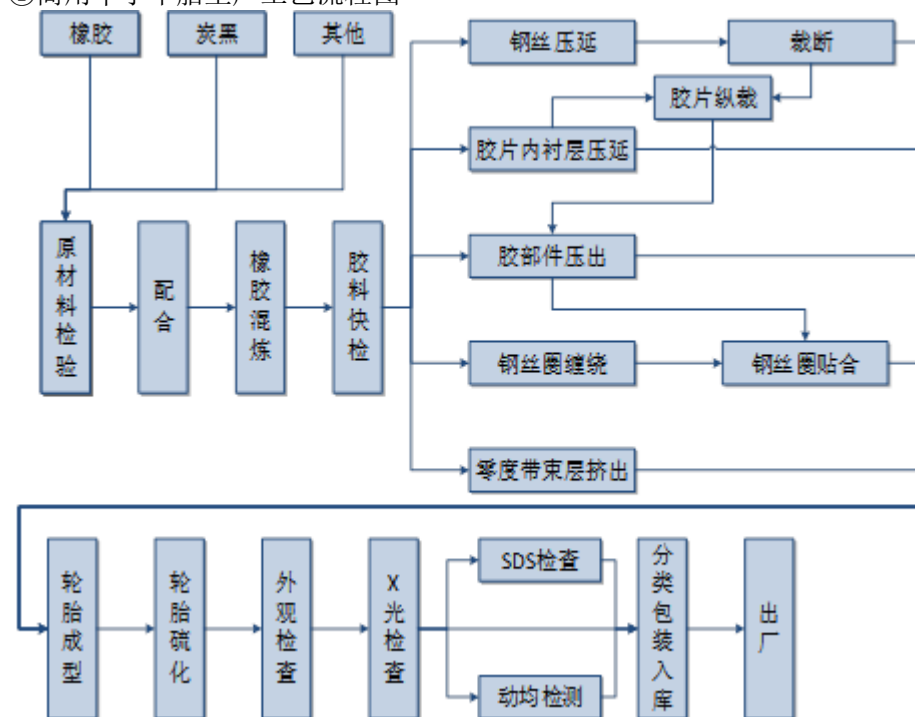 橡胶
炭黑
其他
钢丝压延
裁断
胶片纵裁
胶片内衬层压延
原材料检验
配合
橡胶混炼
胶料快检
胶部件压出
钢丝圈缠绕
钢丝圈贴合
零度带束层挤出
轮胎成型
轮胎硫化
外观检查
X光检查
SDS检查
动均检测
分类包装入库
出厂